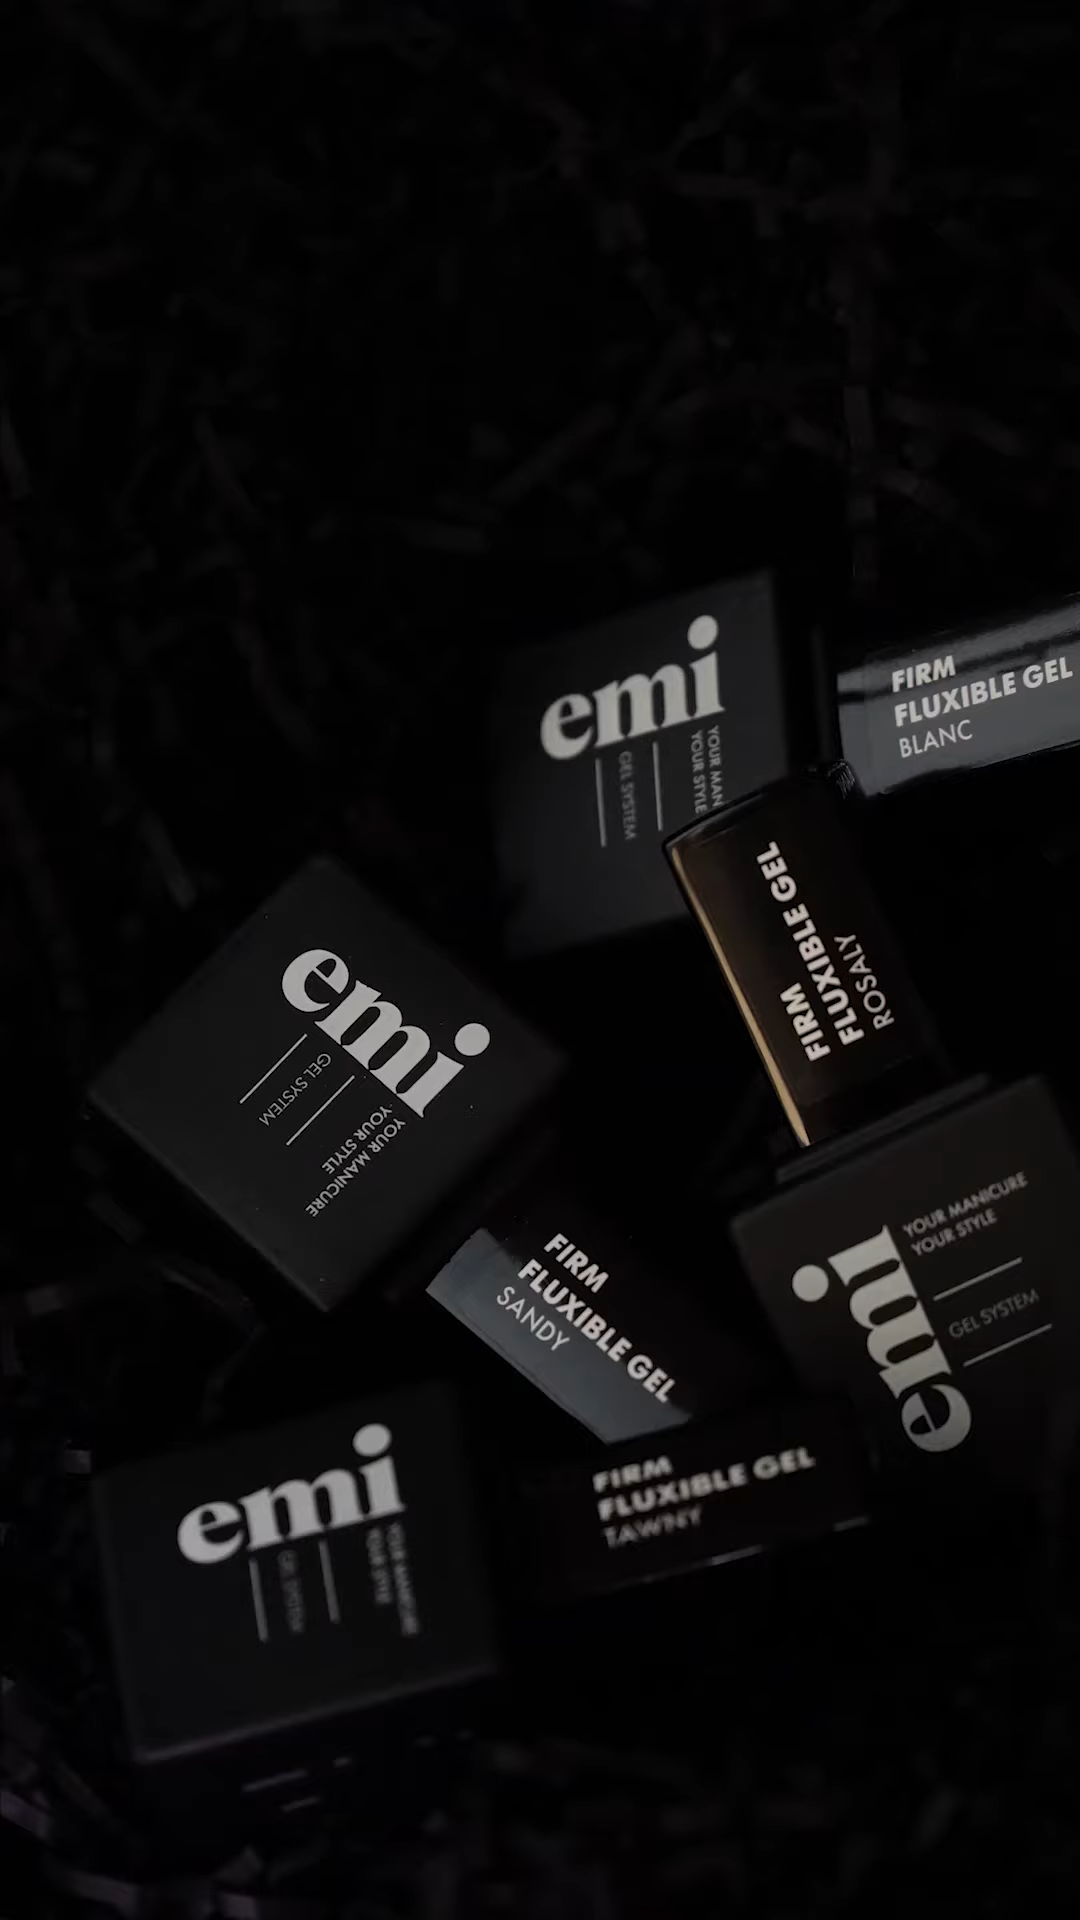 emi
GEL SYSTEM
YOUR MAN
YOUR STYLE
FIRM
FLUXIBLE GEL
BLANC
FIRM
FLUXIBLE GEL
ROSALY
emi
GEL SYSTEM
YOUR MANICURE
YOUR STYLE
YOUR MANICURE
YOUR STYLE
GEL SYSTEM
emi
FIRM
FLUXIBLE GEL
SANDY
FIRM
FLUXIBLE GEL
TAWNY
emi
GEL SYSTEM
YOUR MANICURE
YOUR STYLE